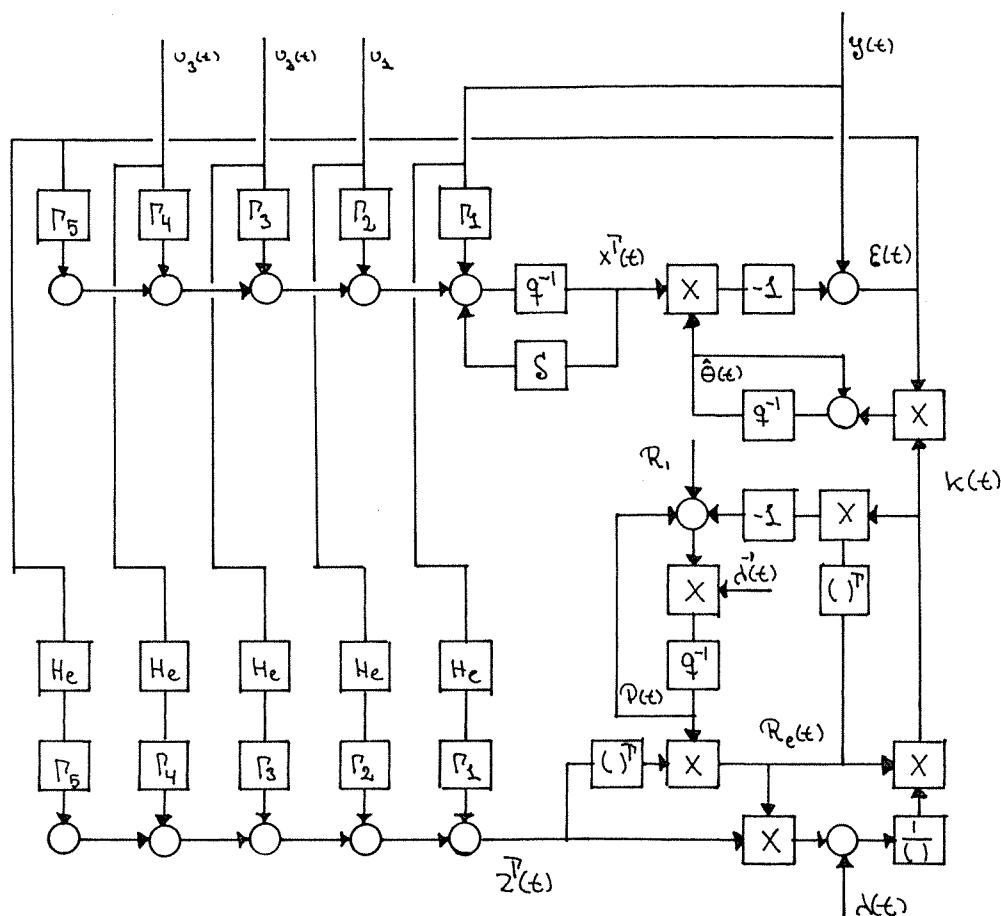 υ₃(t) υ₂(t) υ₁ y(t)
Γ₅ Γ₄ Γ₃ Γ₂ Γ₁
q⁻¹ xᵀ(t) X -1 ε(t)
S
θ̂(t) q⁻¹ X
R₁ k(t)
-1 X
X λ⁻¹(t) ( )ᵀ
Hₑ Hₑ Hₑ Hₑ Hₑ q⁻¹
P(t)
Γ₅ Γ₄ Γ₃ Γ₂ Γ₁ ( )ᵀ X Rₑ(t) X
X 1/( )
zᵀ(t) λ(t)